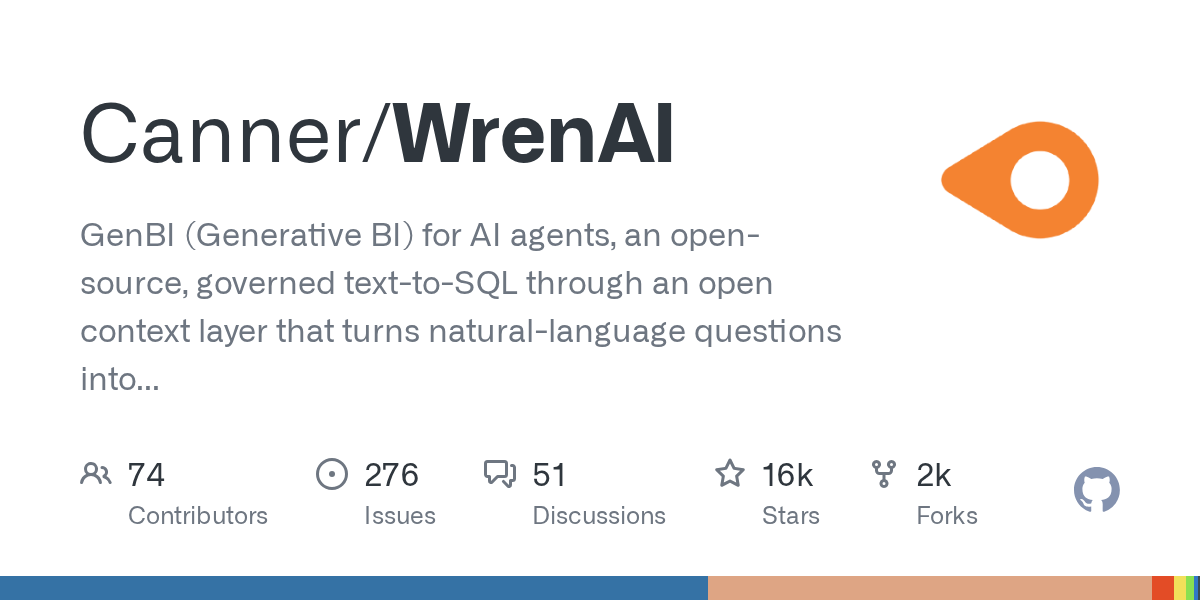 Canner/WrenAI
GenBI (Generative BI) for AI agents, an open-
source, governed text-to-SQL through an open
context layer that turns natural-language questions
into...
74 276 51 16k 2k
Contributors Issues Discussions Stars Forks